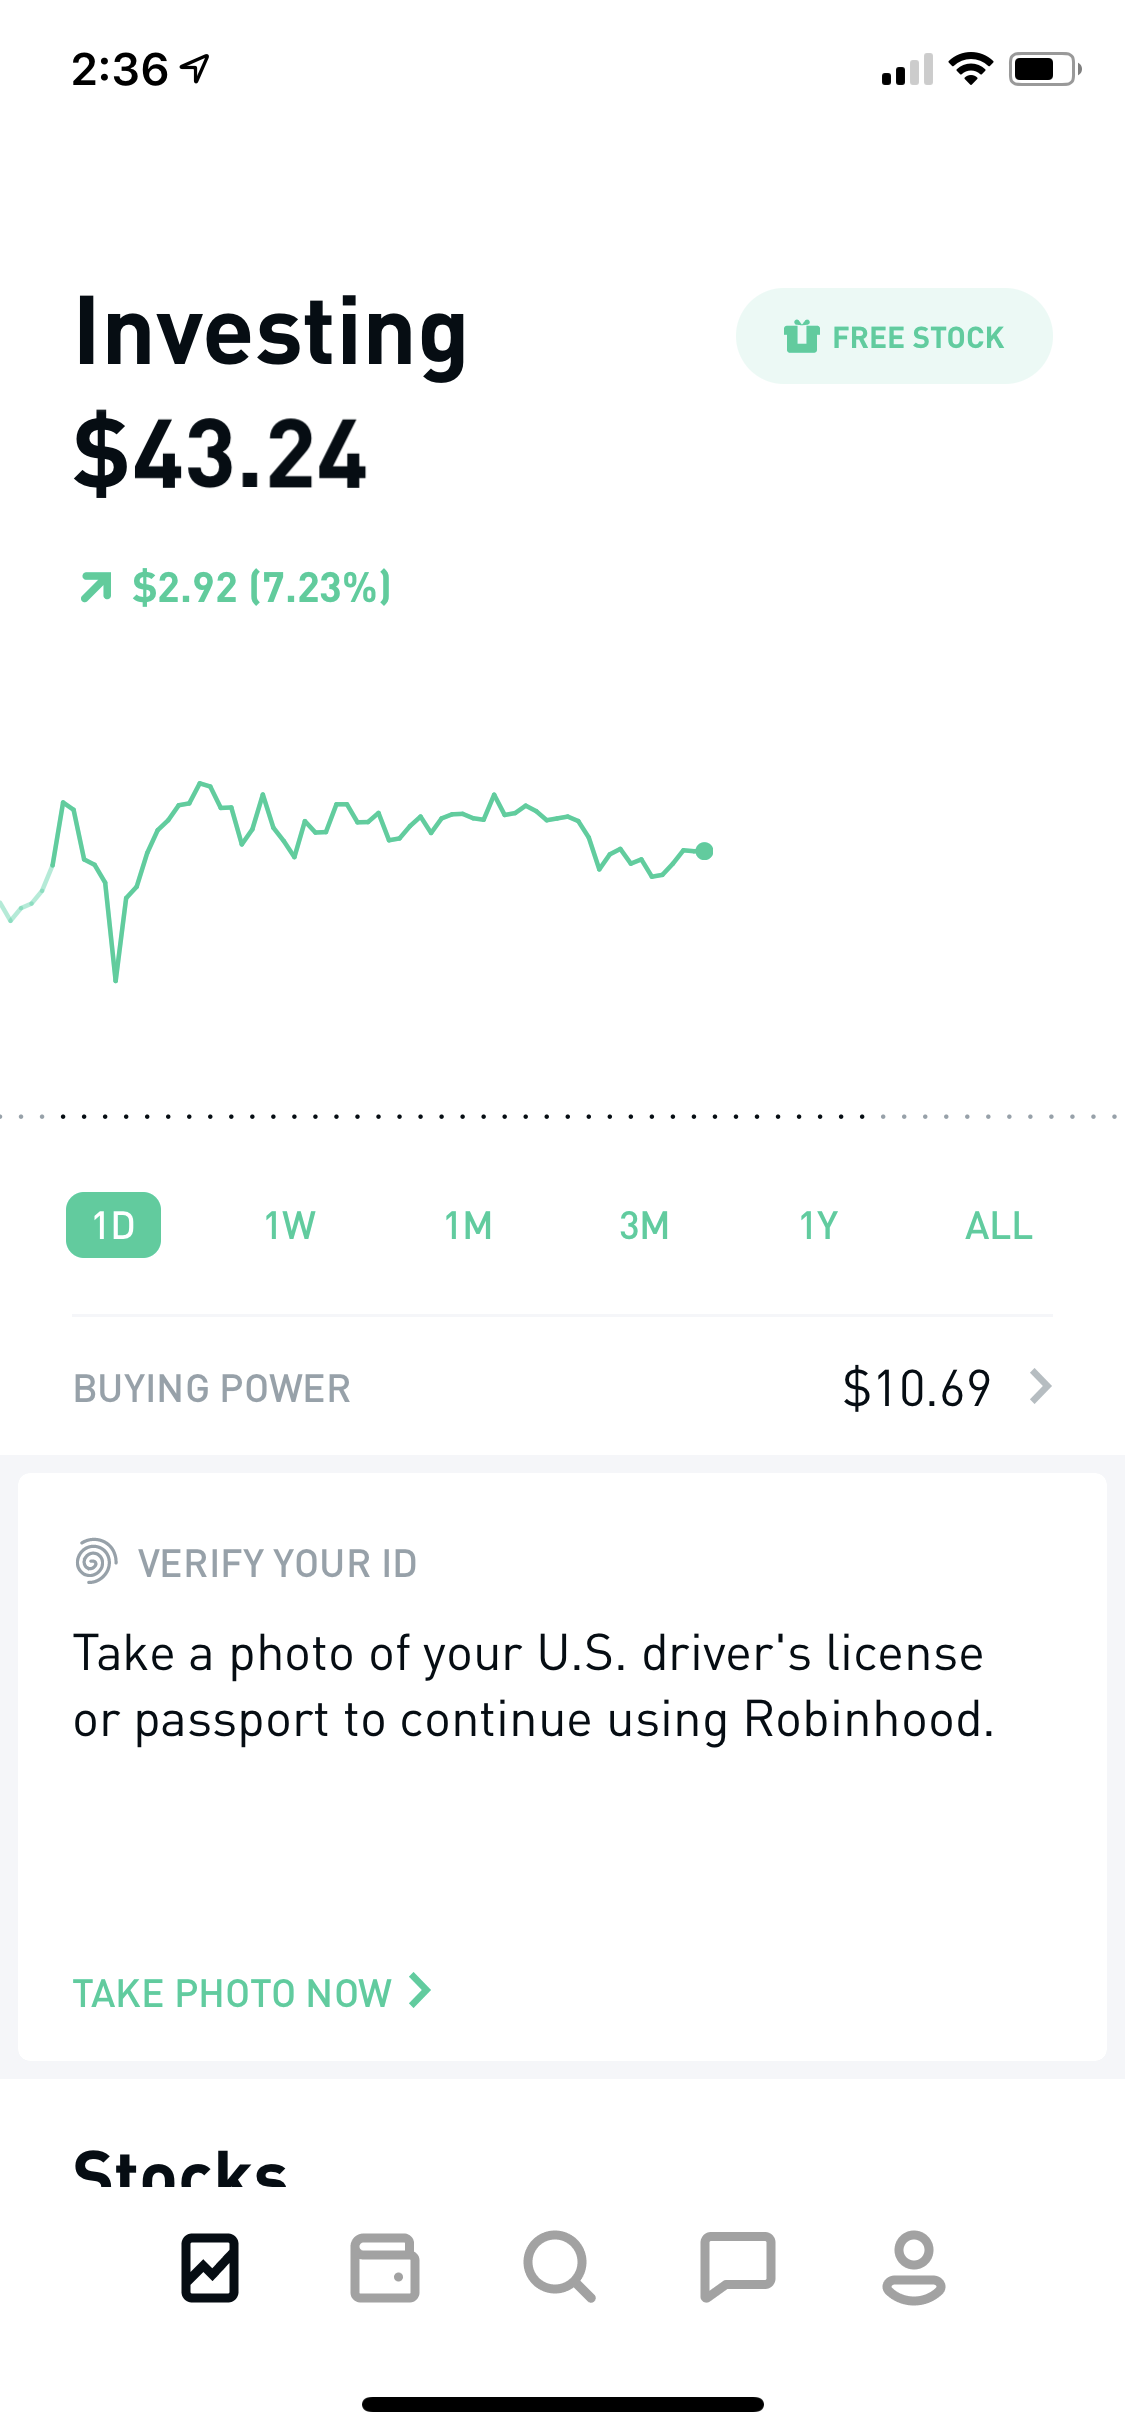 2:36
Investing
FREE STOCK
$43.24
$2.92 (7.23%)
1D 1W 1M 3M 1Y ALL
BUYING POWER $10.69
VERIFY YOUR ID
Take a photo of your U.S. driver's license
or passport to continue using Robinhood.
TAKE PHOTO NOW
Stocks